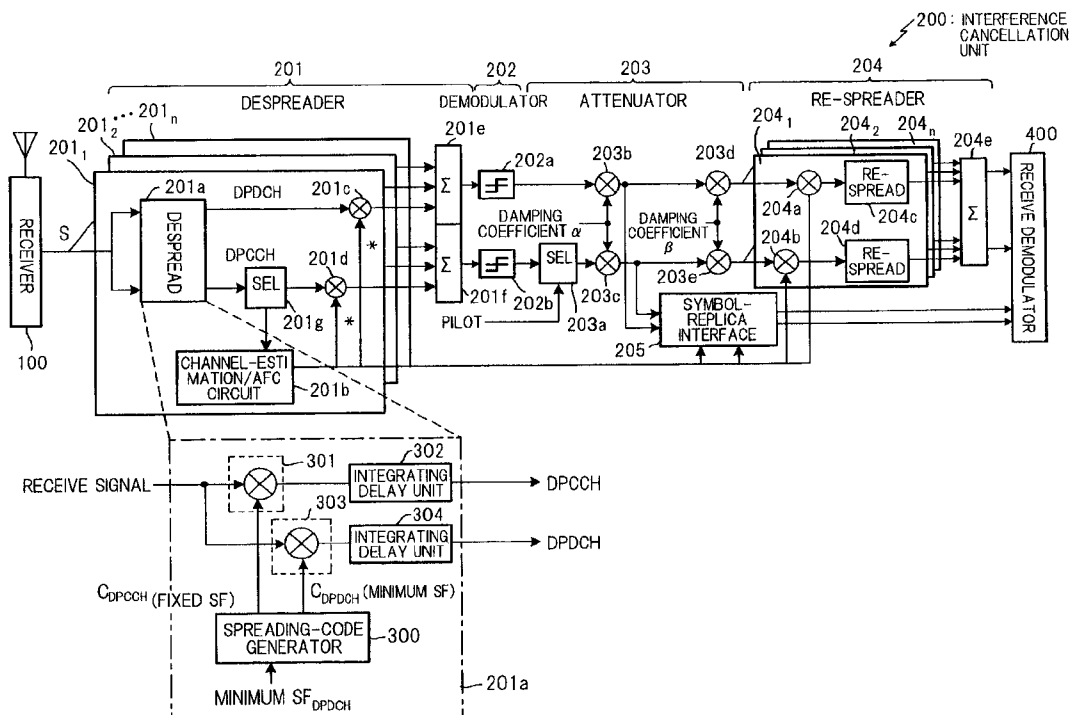 200: INTERFERENCE
CANCELLATION
UNIT
201
202
203
204
DESPREADER
DEMODULATOR
ATTENUATOR
RE-SPREADER
201n
201₂
201₁
201a
DPDCH
201c
201e
202a
203b
203d
204₁
204₂
204n
204e
400
RECEIVER
S
DESPREAD
*
Σ
DAMPING
COEFFICIENT α
DAMPING
COEFFICIENT β
204a
RE-
SPREAD
204c
Σ
RECEIVE DEMODULATOR
DPCCH
SEL
201d
*
201g
Σ
201f
202b
SEL
203a
203c
203e
204b
204d
RE-
SPREAD
PILOT
SYMBOL-
REPLICA
INTERFACE
205
100
CHANNEL-ESTI
MATION/AFC
CIRCUIT
201b
RECEIVE SIGNAL
301
302
INTEGRATING
DELAY UNIT
DPCCH
303
304
INTEGRATING
DELAY UNIT
DPDCH
CDPCCH (FIXED SF)
CDPDCH (MINIMUM SF)
SPREADING-CODE
GENERATOR
300
MINIMUM SFDPDCH
201a